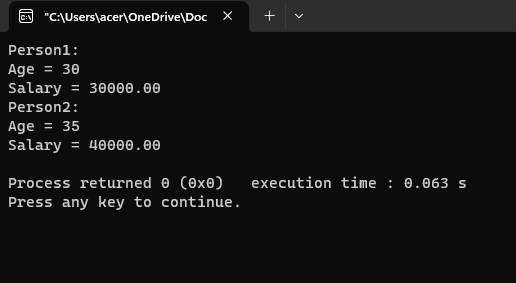 "C:\Users\acer\OneDrive\Doc
Person1:
Age = 30
Salary = 30000.00
Person2:
Age = 35
Salary = 40000.00
Process returned 0 (0x0)   execution time : 0.063 s
Press any key to continue.